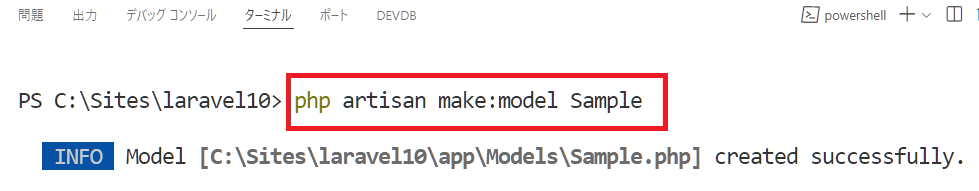 問題 出力 デバッグ コンソール ターミナル ポート DEVDB powershell
PS C:\Sites\laravel10> php artisan make:model Sample
INFO Model [C:\Sites\laravel10\app\Models\Sample.php] created successfully.